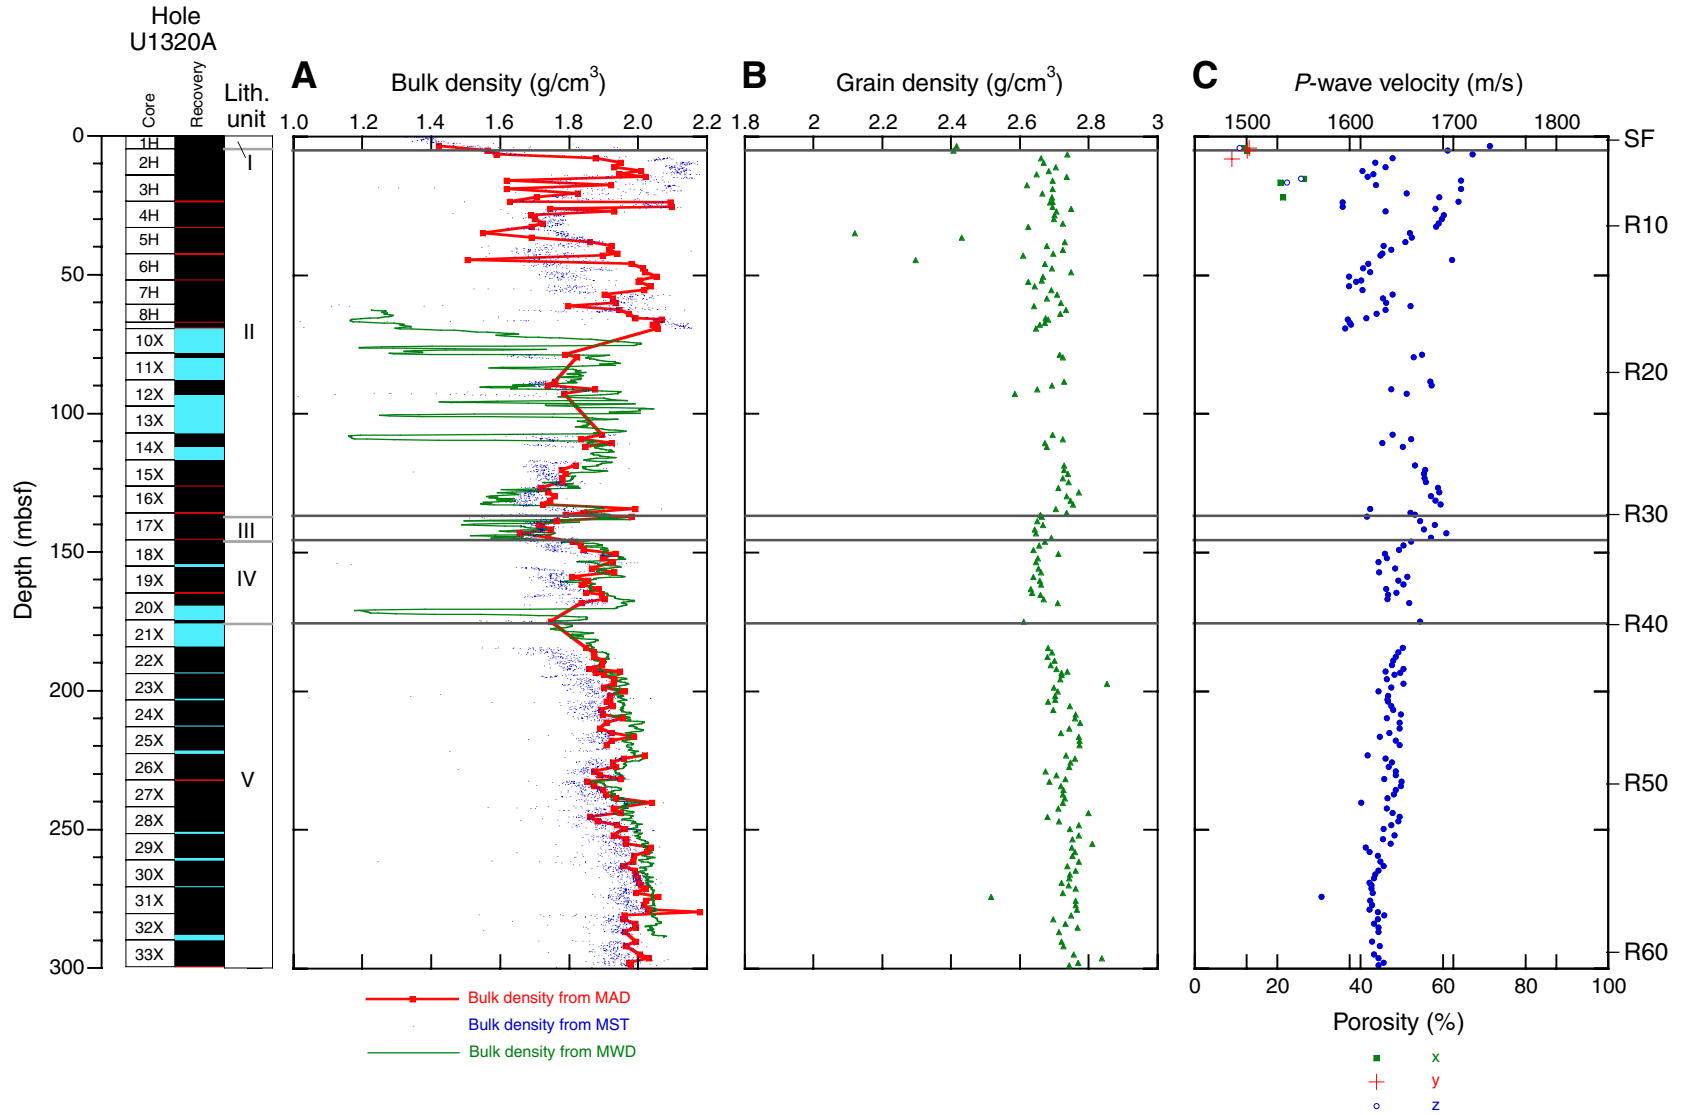 Hole
U1320A
Core
Recovery
Lith.
unit
A
Bulk density (g/cm3)
B
Grain density (g/cm3)
C
P-wave velocity (m/s)
1.0 1.2 1.4 1.6 1.8 2.0 2.2
1.8 2 2.2 2.4 2.6 2.8 3
1500 1600 1700 1800
Depth (mbsf)
0
50
100
150
200
250
300
1H
2H
3H
4H
5H
6H
7H
8H
10X
11X
12X
13X
14X
15X
16X
17X
18X
19X
20X
21X
22X
23X
24X
25X
26X
27X
28X
29X
30X
31X
32X
33X
I
II
III
IV
V
SF
R10
R20
R30
R40
R50
R60
0 20 40 60 80 100
Porosity (%)
Bulk density from MAD
Bulk density from MST
Bulk density from MWD
x
y
z